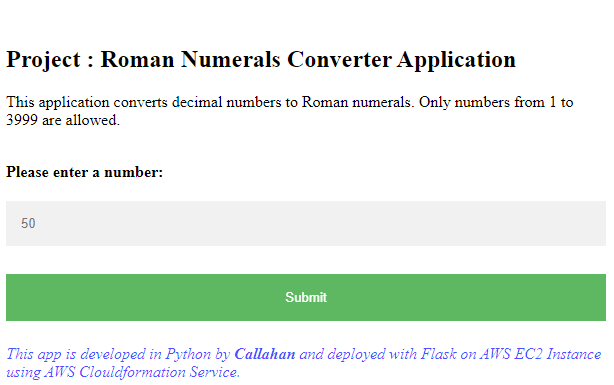 Project : Roman Numerals Converter Application
This application converts decimal numbers to Roman numerals. Only numbers from 1 to
3999 are allowed.
Please enter a number:
50
Submit
This app is developed in Python by Callahan and deployed with Flask on AWS EC2 Instance
using AWS Clouldformation Service.